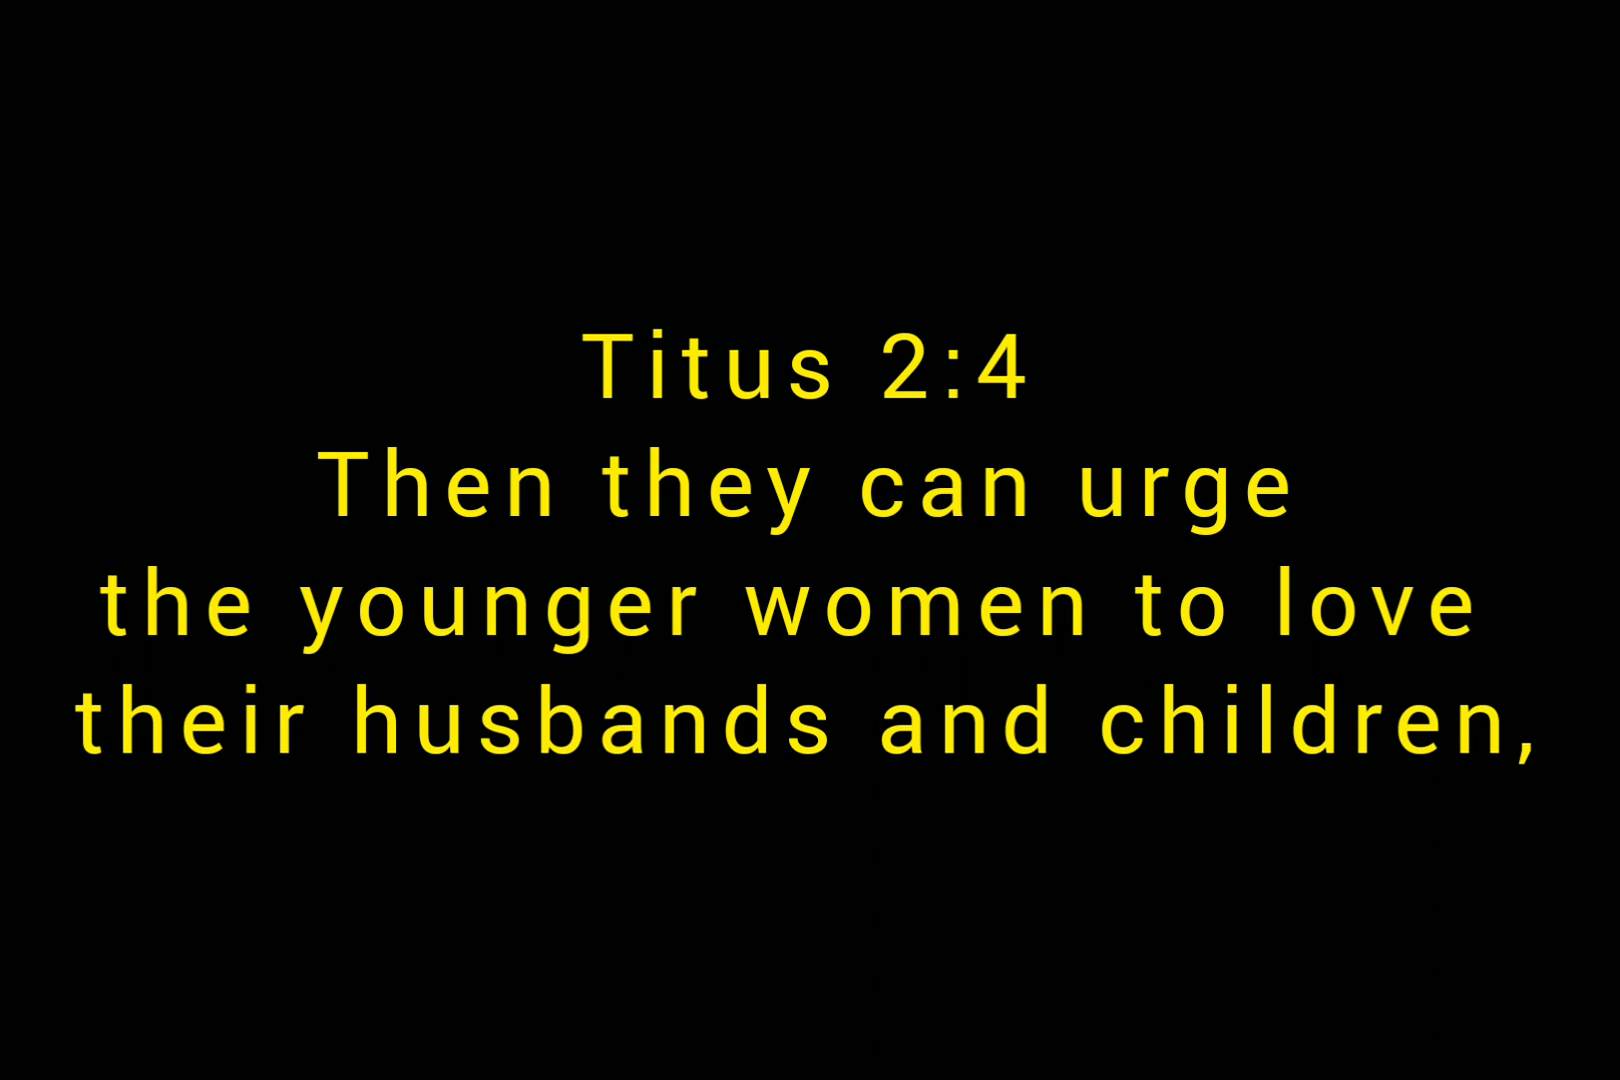 Titus 2:4
Then they can urge
the younger women to love
their husbands and children,